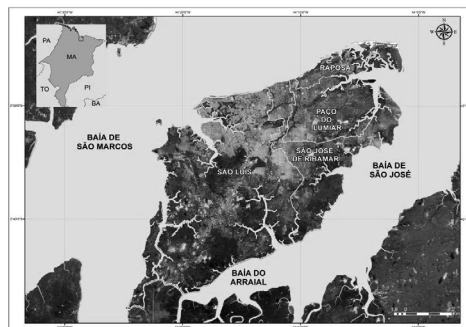 N
PA
MA
TO
PI
BA
RAPOSA
PAÇO
DO
LUMIAR
BAÍA DE
SÃO MARCOS
SÃO JOSÉ
DE RIBAMAR
SÃO LUÍS
BAÍA DE
SÃO JOSÉ
BAÍA DO
ARRAIAL